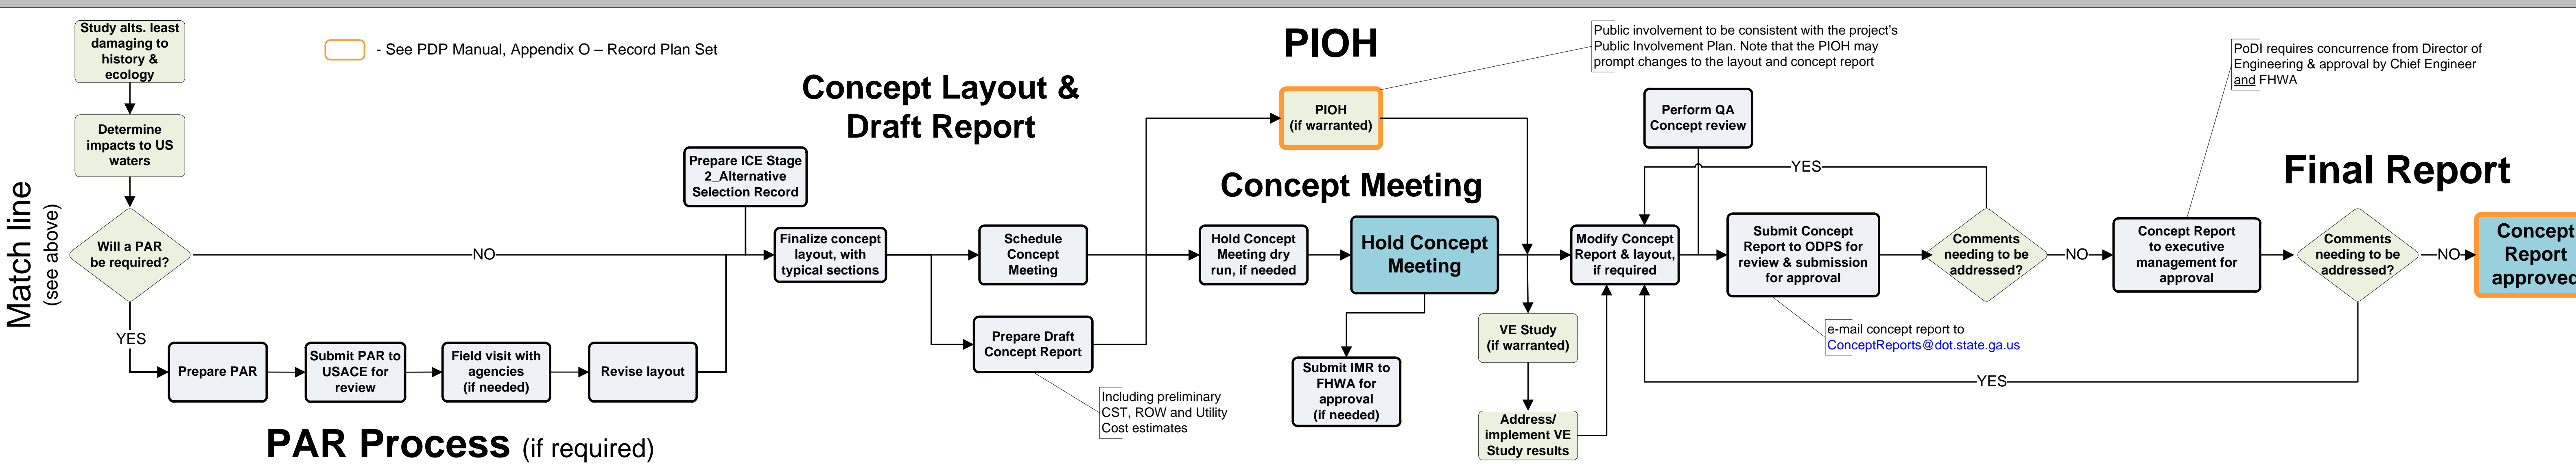 Study alts. least
damaging to
history &
ecology
- See PDP Manual, Appendix O – Record Plan Set
Determine
impacts to US
waters
Match line
(see above)
Will a PAR
be required?
NO
YES
Prepare PAR
Submit PAR to
USACE for
review
Field visit with
agencies
(if needed)
Revise layout
PAR Process (if required)
Prepare ICE Stage
2_Alternative
Selection Record
Concept Layout &
Draft Report
Finalize concept
layout, with
typical sections
Schedule
Concept
Meeting
Prepare Draft
Concept Report
Including preliminary
CST, ROW and Utility
Cost estimates
PIOH
PIOH
(if warranted)
Public involvement to be consistent with the project's
Public Involvement Plan. Note that the PIOH may
prompt changes to the layout and concept report
Concept Meeting
Hold Concept
Meeting dry
run, if needed
Hold Concept
Meeting
Submit IMR to
FHWA for
approval
(if needed)
VE Study
(if warranted)
Address/
implement VE
Study results
Modify Concept
Report & layout,
if required
Perform QA
Concept review
YES
Submit Concept
Report to ODPS for
review & submission
for approval
e-mail concept report to
ConceptReports@dot.state.ga.us
Comments
needing to be
addressed?
NO
YES
PoDI requires concurrence from Director of
Engineering & approval by Chief Engineer
and FHWA
Final Report
Concept Report
to executive
management for
approval
Comments
needing to be
addressed?
NO
Concept
Report
approved